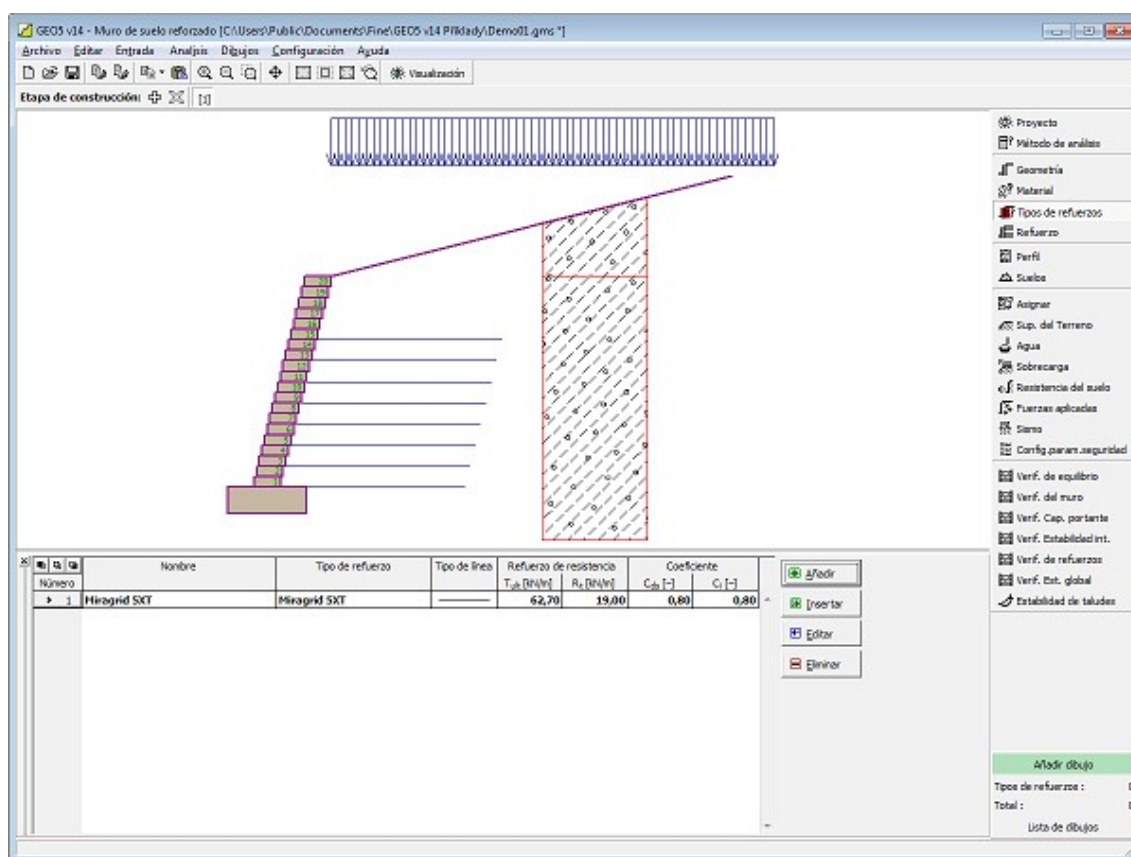 GEO5 v14 - Muro de suelo reforzado [C:\Users\Public\Documents\Fine\GEO5 v14 Příklady\Demo01.gms *]
Archivo Editar Entrada Analjsis Dibujos Configuración Ayuda
Visualización
Etapa de construcción: [1]
Proyecto
Método de análisis
Geometría
Material
Tipos de refuerzos
Refuerzo
Perfil
Suelos
Asignar
Sup. del Terreno
Agua
Sobrecarga
Resistencia del suelo
Fuerzas aplicadas
Sismo
Config.param.seguridad
Verif. de equilibrio
Verif. del muro
Verif. Cap. portante
Verif. Estabilidad int.
Verif. de refuerzos
Verif. Est. global
Estabilidad de taludes
Número Nombre Tipo de refuerzo Tipo de línea Refuerzo de resistencia Coeficiente
Tult [kN/m] Rt [kN/m] Cds [-] Ci [-]
1 Miragrid 5XT Miragrid 5XT 62,70 19,00 0,80 0,80
Añadir
Insertar
Editar
Eliminar
Añadir dibujo
Tipos de refuerzos :
Total :
Lista de dibujos